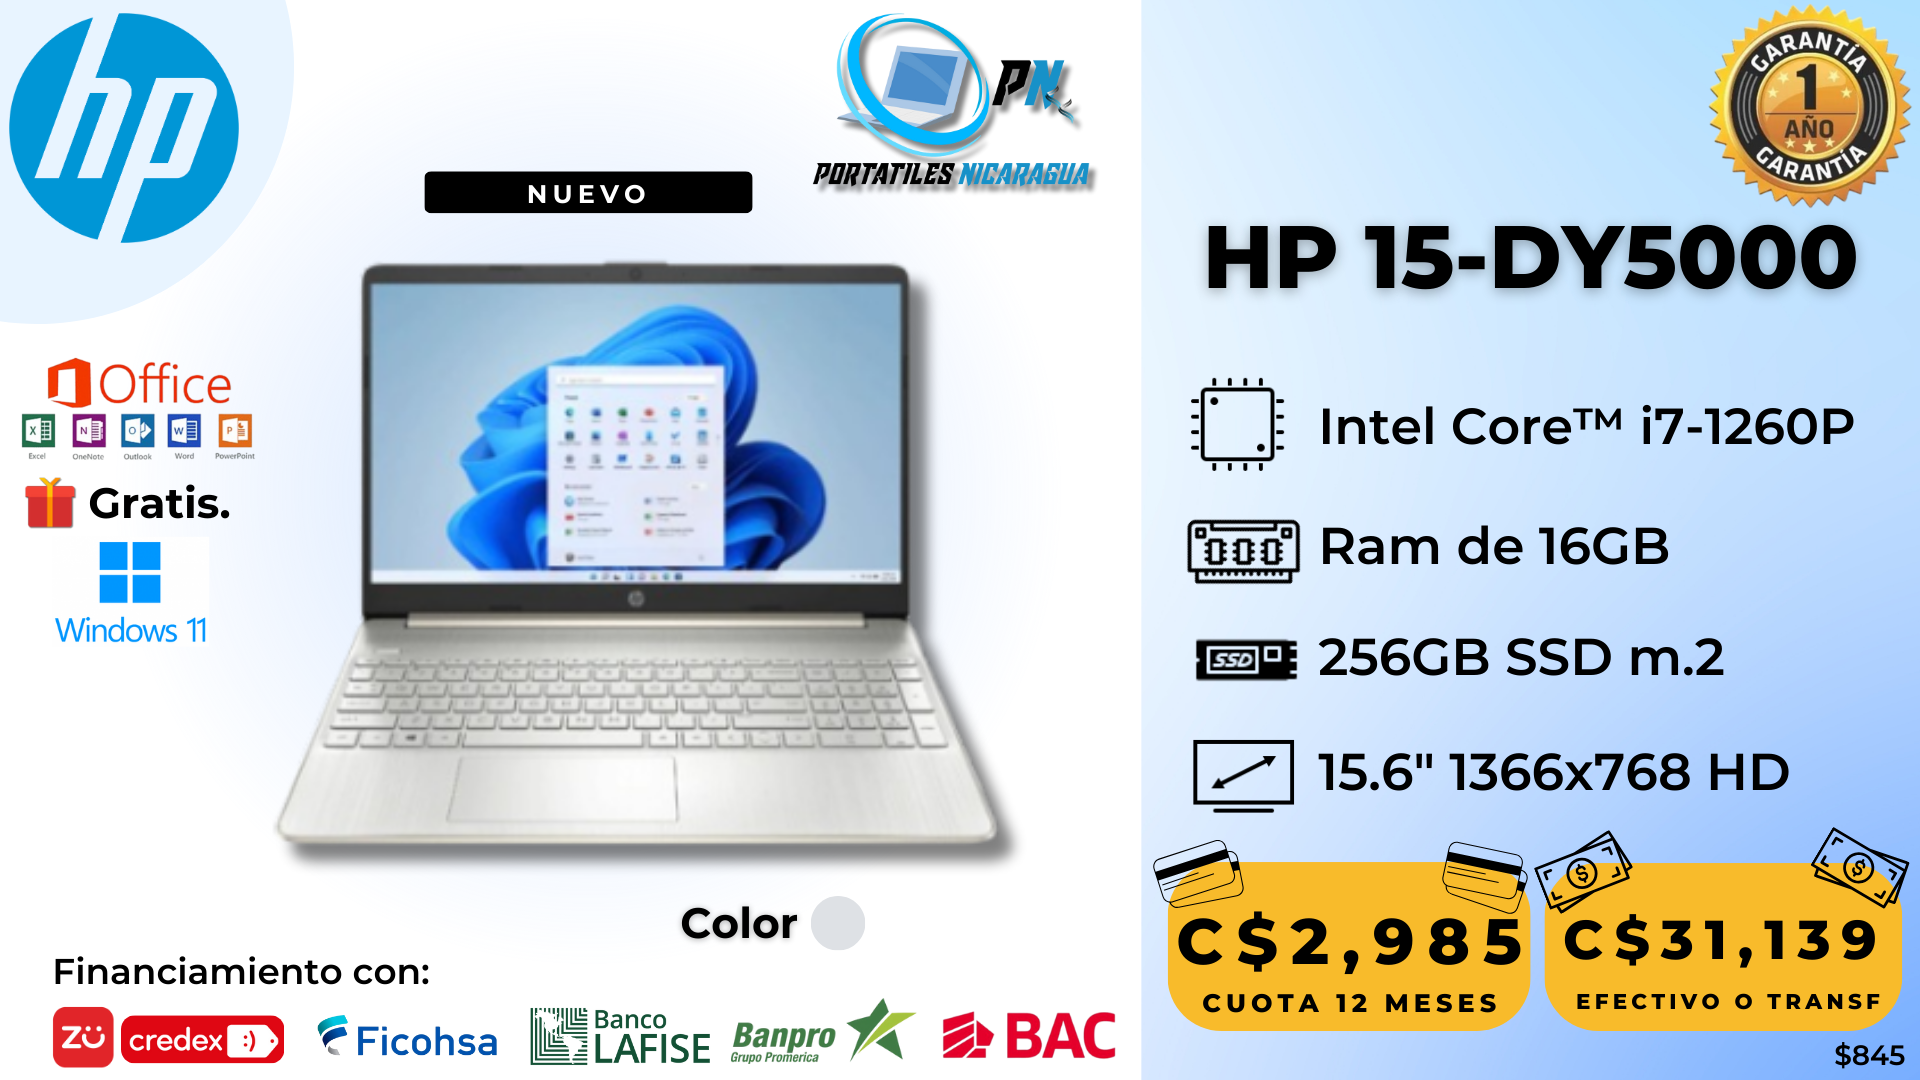 hp
PN
PORTATILES NICARAGUA
NUEVO
Office
Excel OneNote Outlook Word PowerPoint
Gratis.
Windows 11
Color
Financiamiento con:
zū
credex :)
Ficohsa
Banco
LAFISE
Banpro
Grupo Promerica
BAC
GARANTÍA
1
AÑO
GARANTÍA
HP 15-DY5000
Intel Core™ i7-1260P
Ram de 16GB
SSD
256GB SSD m.2
15.6" 1366x768 HD
C$2,985
CUOTA 12 MESES
C$31,139
EFECTIVO O TRANSF
$845